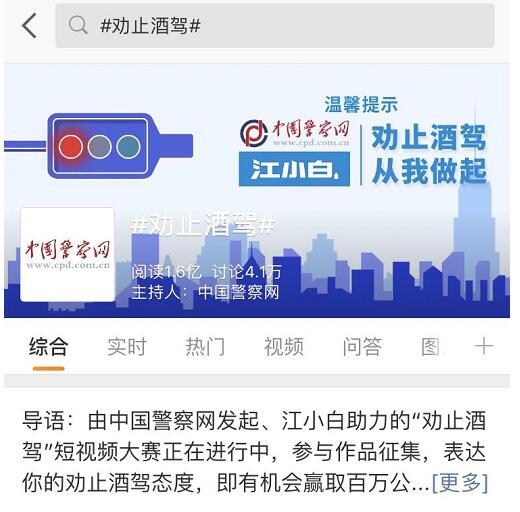 #劝止酒驾#
温馨提示
中国警察网
www.cpd.com.cn
江小白
劝止酒驾
从我做起
中国警察网
www.cpd.com.cn
#劝止酒驾#
阅读1.6亿 讨论4.1万
主持人：中国警察网
综合 实时 热门 视频 问答 图
导语：由中国警察网发起、江小白助力的“劝止酒
驾”短视频大赛正在进行中，参与作品征集，表达
你的劝止酒驾态度，即有机会赢取百万公...[更多]